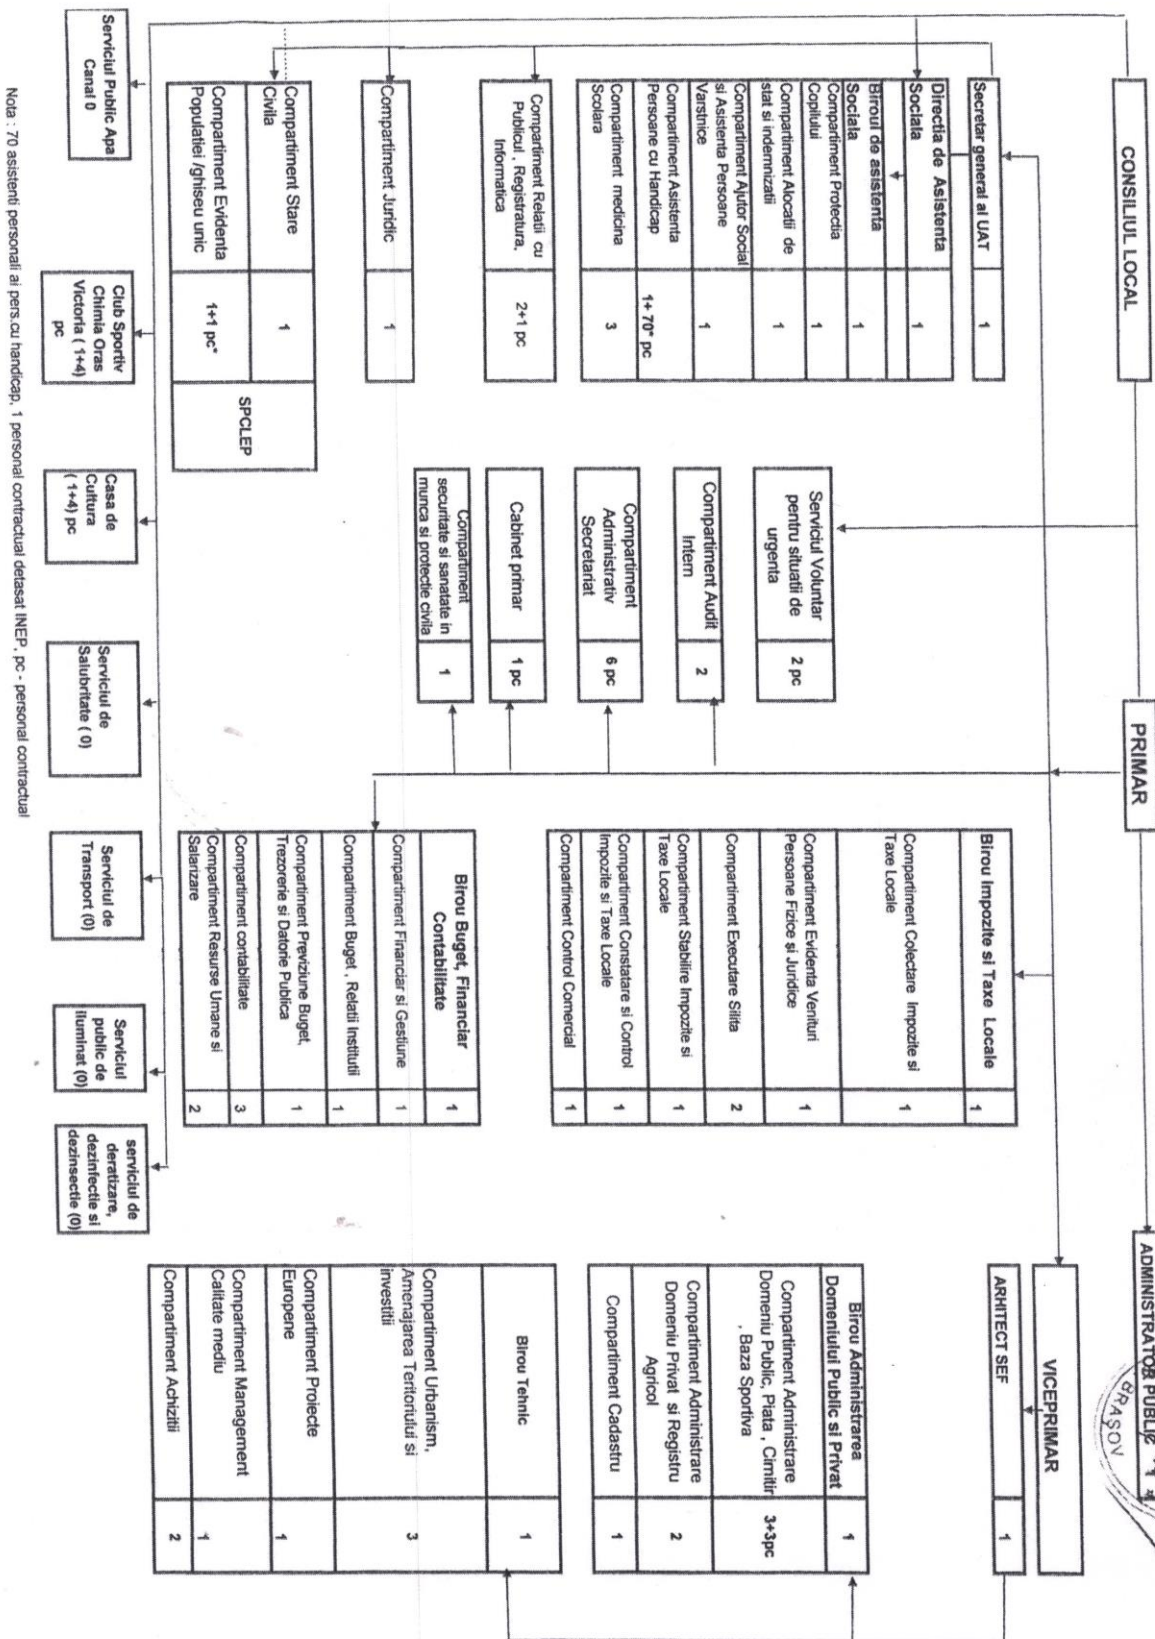 CONSILIUL LOCAL
PRIMAR
ADMINISTRATOR PUBLIC
BRASOV
VICEPRIMAR
Secretar general al UAT
1
Directia de Asistenta
Sociala
1
Biroul de asistenta
Sociala
1
Compartiment Protectia
Copilului
1
Compartiment Alocatii de
stat si indemnizatii
1
Compartiment Ajutor Social
si Asistenta Persoane
Varstnice
1
Compartiment Asistenta
Persoane cu Handicap
1+ 70* pc
Compartiment medicina
Scolara
3
Compartiment Relatii cu
Publicul , Registratura,
Informatica
2+1 pc
Compartiment Juridic
1
Compartiment Stare
Civila
1
Compartiment Evidenta
Populatiei /ghiseu unic
1+1 pc*
SPCLEP
Serviciul Voluntar
pentru situatii de
urgenta
2 pc
Compartiment Audit
Intern
2
Compartiment
Administrativ
Secretariat
6 pc
Cabinet primar
1 pc
Compartiment
securitate si sanatate in
munca si protectie civila
1
Birou Impozite si Taxe Locale
1
Compartiment Colectare Impozite si
Taxe Locale
1
Compartiment Evidenta Venituri
Persoane Fizice și Juridice
1
Compartiment Executare Silita
2
Compartiment Stabilire Impozite si
Taxe Locale
1
Compartiment Constatare si Control
Impozite si Taxe Locale
1
Compartiment Control Comercial
1
Birou Buget, Financiar
Contabilitate
1
Compartiment Financiar si Gestiune
1
Compartiment Buget , Relatii Institutii
1
Compartiment Previziune Buget,
Trezorerie si Datorie Publica
1
Compartiment contabilitate
3
Compartiment Resurse Umane si
Salarizare
2
ARHITECT SEF
1
Birou Administrarea
Domeniului Public si Privat
1
Compartiment Administrare
Domeniu Public, Piata , Cimitir
, Baza Sportiva
3+3pc
Compartiment Administrare
Domeniu Privat si Registru
Agricol
2
Compartiment Cadastru
1
Birou Tehnic
1
Compartiment Urbanism,
Amenajarea Teritoriului si
investitii
3
Compartiment Proiecte
Europene
1
Compartiment Management
Calitate mediu
1
Compartiment Achizitii
2
Serviciul Public Apa
Canal 0
Club Sportiv
Chimia Oras
Victoria ( 1+4)
pc
Casa de
Cultura
( 1+4) pc
Serviciul de
Salubritate ( 0)
Serviciul de
Transport (0)
Serviciul
public de
Iluminat (0)
serviciul de
deratizare,
dezinfectie si
dezinsectie (0)
Nota : 70 asistenti personali ai pers.cu handicap, 1 personal contractual detasat INEP, pc - personal contractual